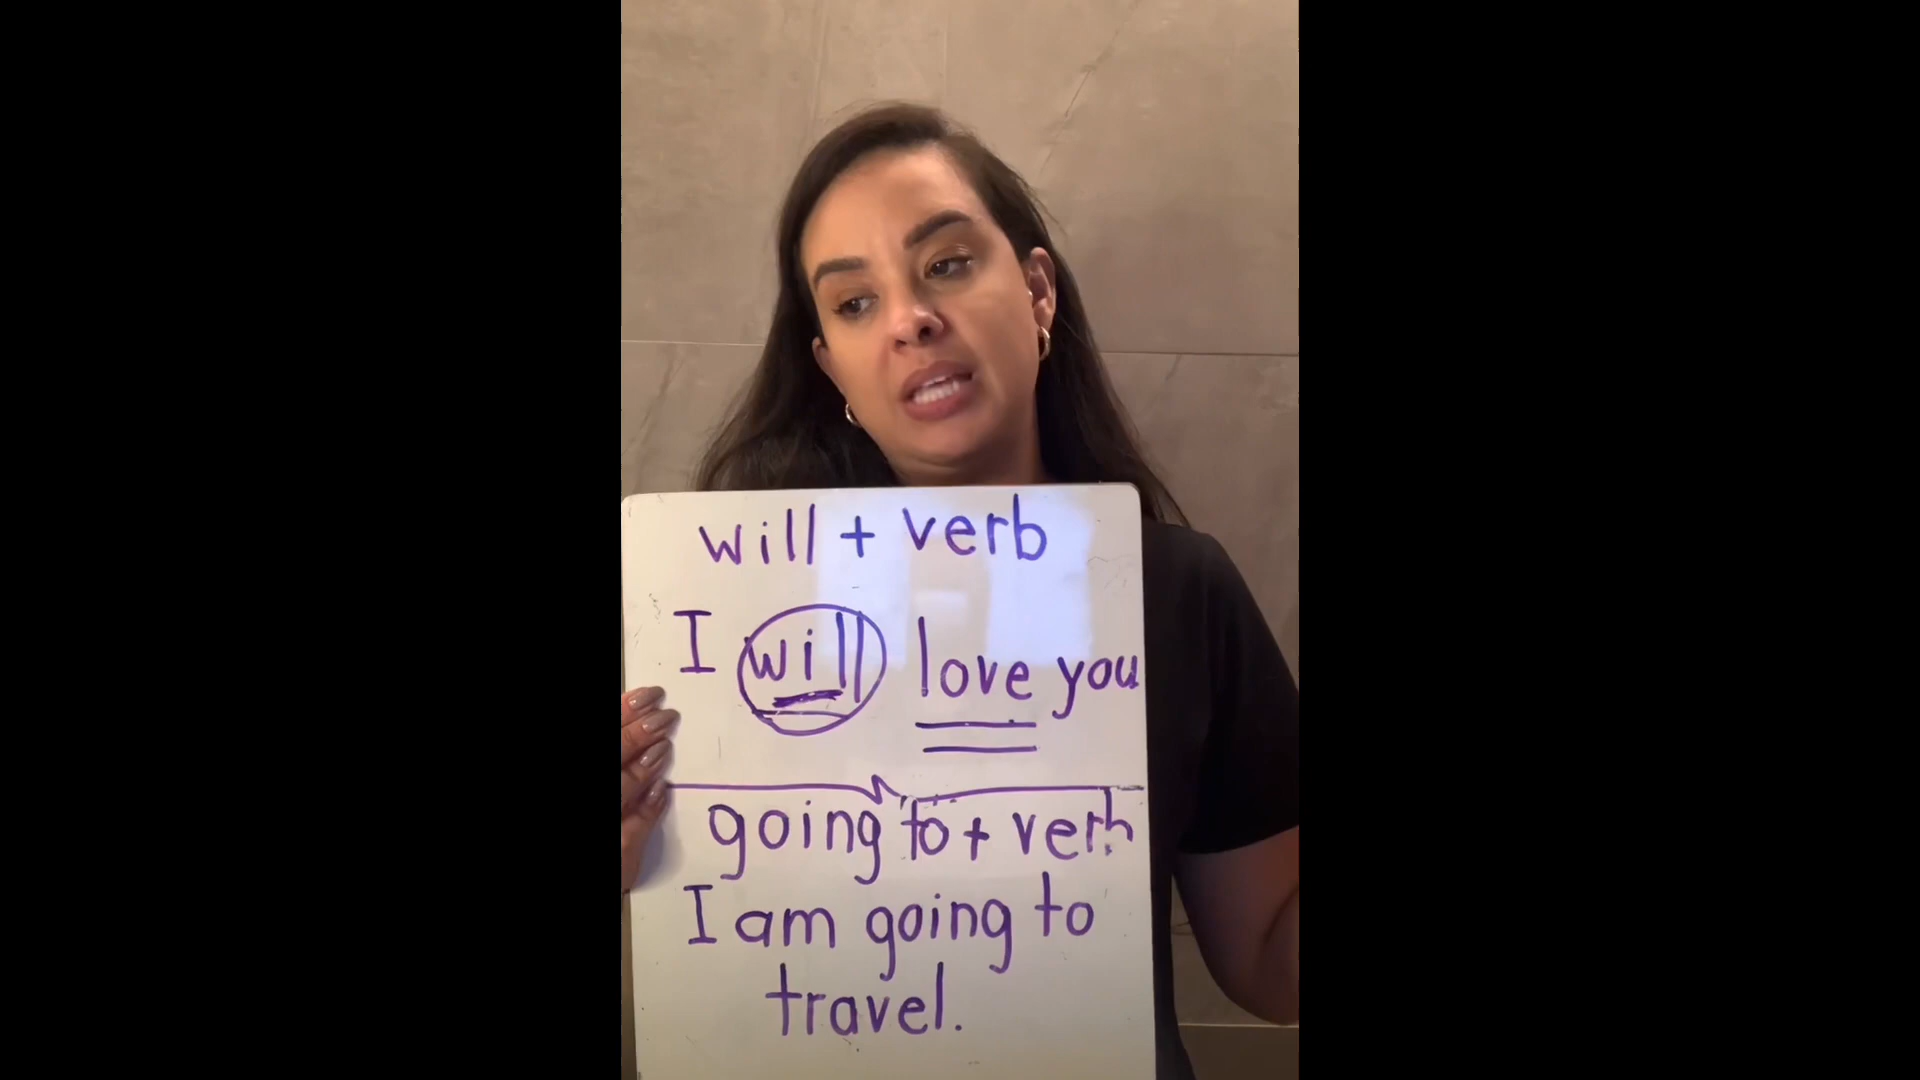 will + verb
I will love you
going to + verb
I am going to
travel.